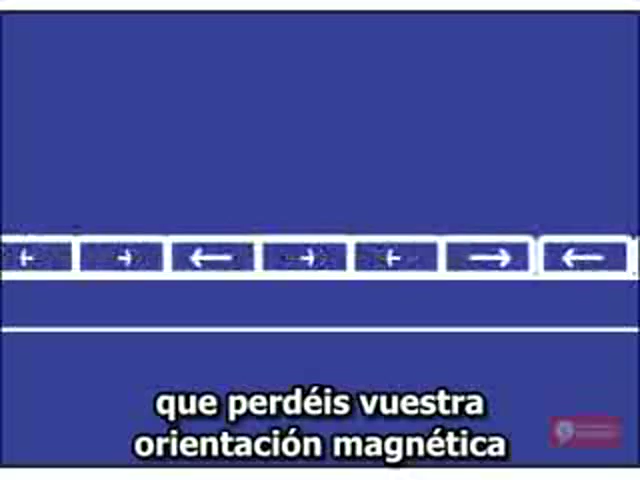 que perdéis vuestra
orientación magnética